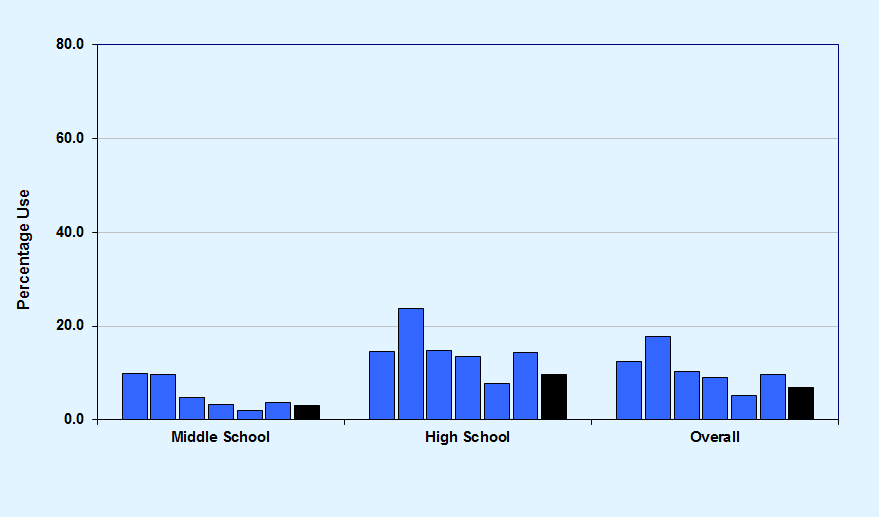 80.0
60.0
40.0
20.0
0.0
Percentage Use
Middle School
High School
Overall